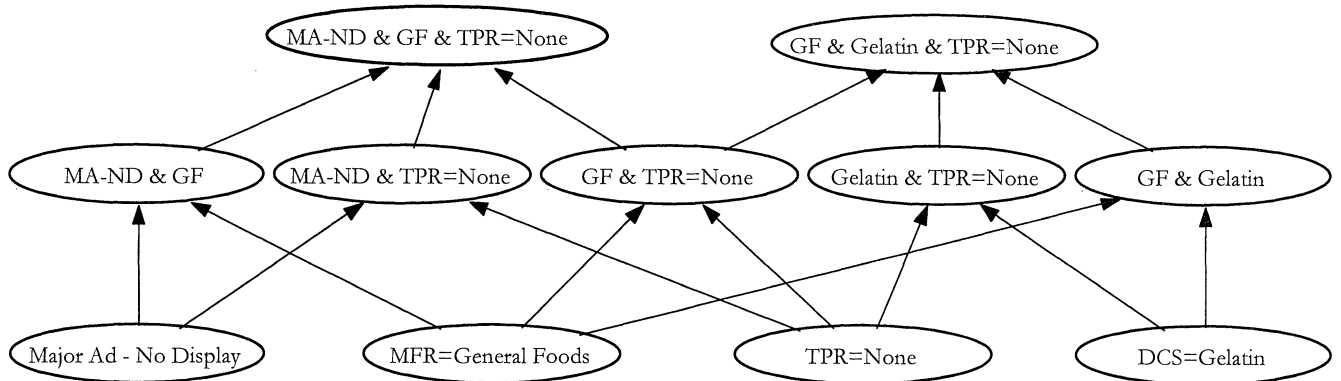 MA-ND & GF & TPR=None
GF & Gelatin & TPR=None
MA-ND & GF
MA-ND & TPR=None
GF & TPR=None
Gelatin & TPR=None
GF & Gelatin
Major Ad - No Display
MFR=General Foods
TPR=None
DCS=Gelatin